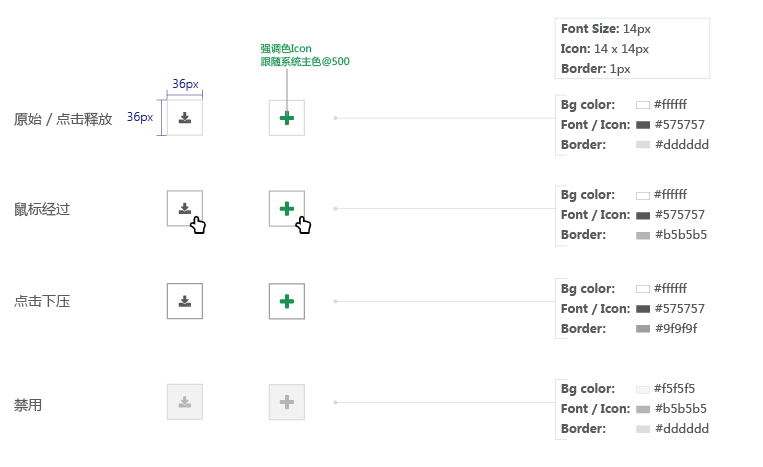 Font Size: 14px
Icon: 14 x 14px
Border: 1px
强调色Icon
跟随系统主色@500
36px
36px
原始 / 点击释放
Bg color: #ffffff
Font / Icon: #575757
Border: #dddddd
鼠标经过
Bg color: #ffffff
Font / Icon: #575757
Border: #b5b5b5
点击下压
Bg color: #ffffff
Font / Icon: #575757
Border: #9f9f9f
禁用
Bg color: #f5f5f5
Font / Icon: #b5b5b5
Border: #dddddd